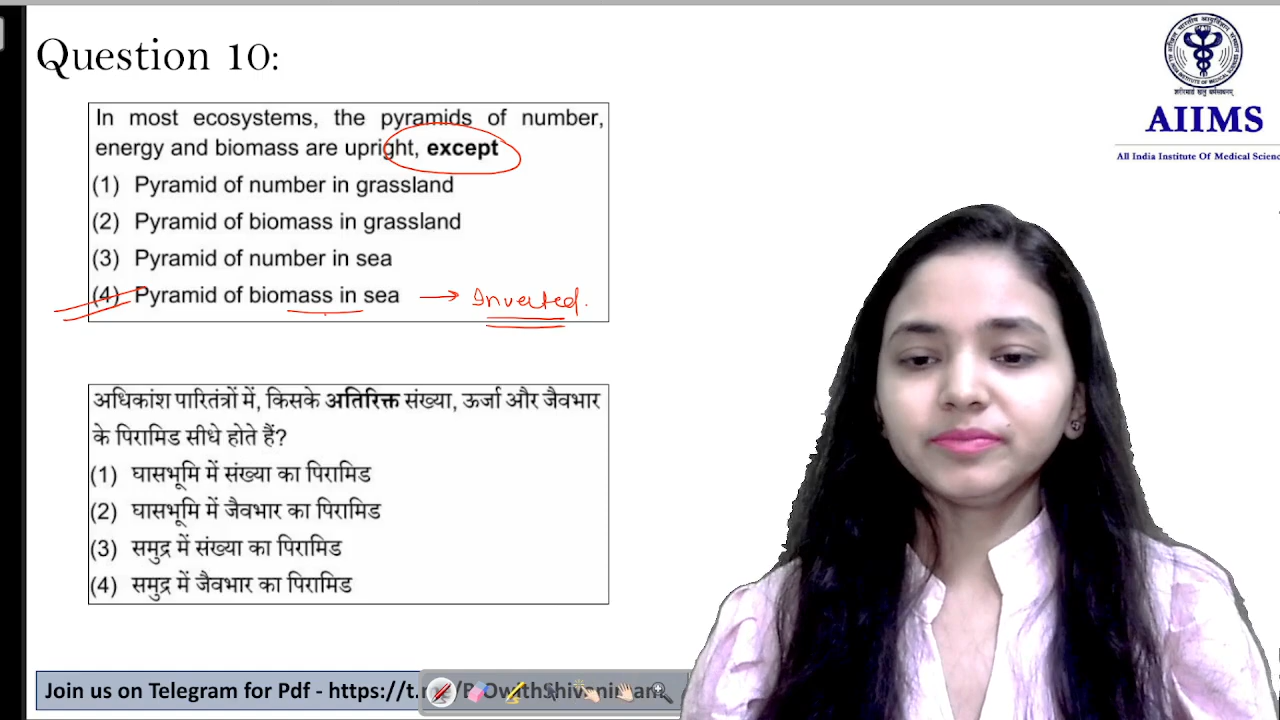 Question 10:
In most ecosystems, the pyramids of number,
energy and biomass are upright, except
(1) Pyramid of number in grassland
(2) Pyramid of biomass in grassland
(3) Pyramid of number in sea
(4) Pyramid of biomass in sea → Inverted.
अधिकांश पारितंत्रों में, किसके अतिरिक्त संख्या, ऊर्जा और जैवभार
के पिरामिड सीधे होते हैं?
(1) घासभूमि में संख्या का पिरामिड
(2) घासभूमि में जैवभार का पिरामिड
(3) समुद्र में संख्या का पिरामिड
(4) समुद्र में जैवभार का पिरामिड
AIIMS
All India Institute Of Medical Scienc
Join us on Telegram for Pdf - https://t.